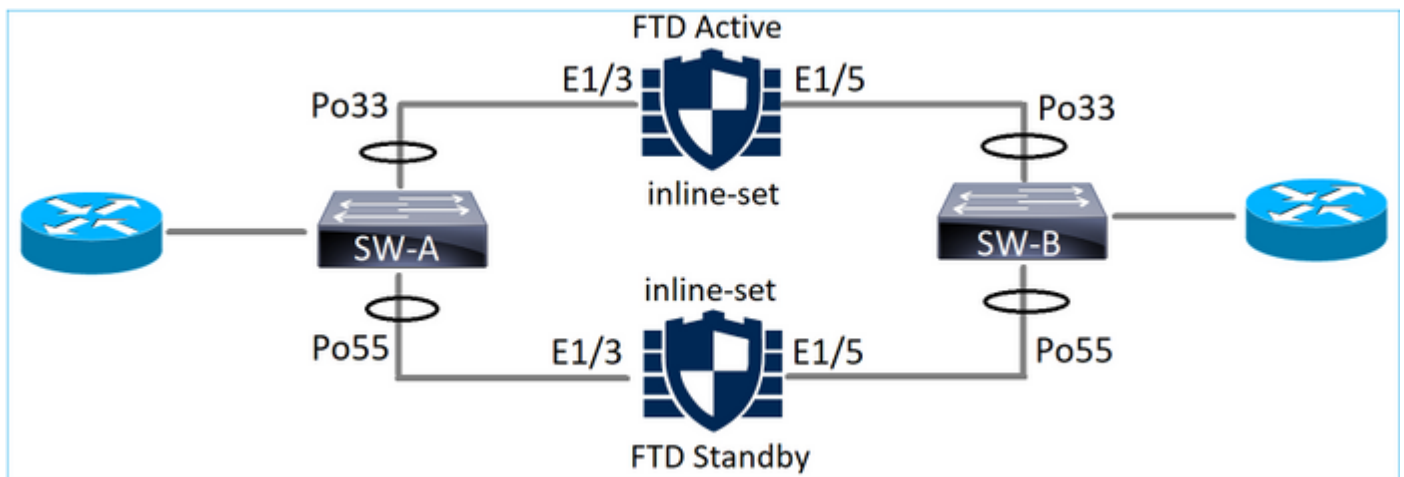 FTD Active
E1/3
E1/5
Po33
Po33
inline-set
SW-A
SW-B
inline-set
Po55
E1/3
E1/5
Po55
FTD Standby